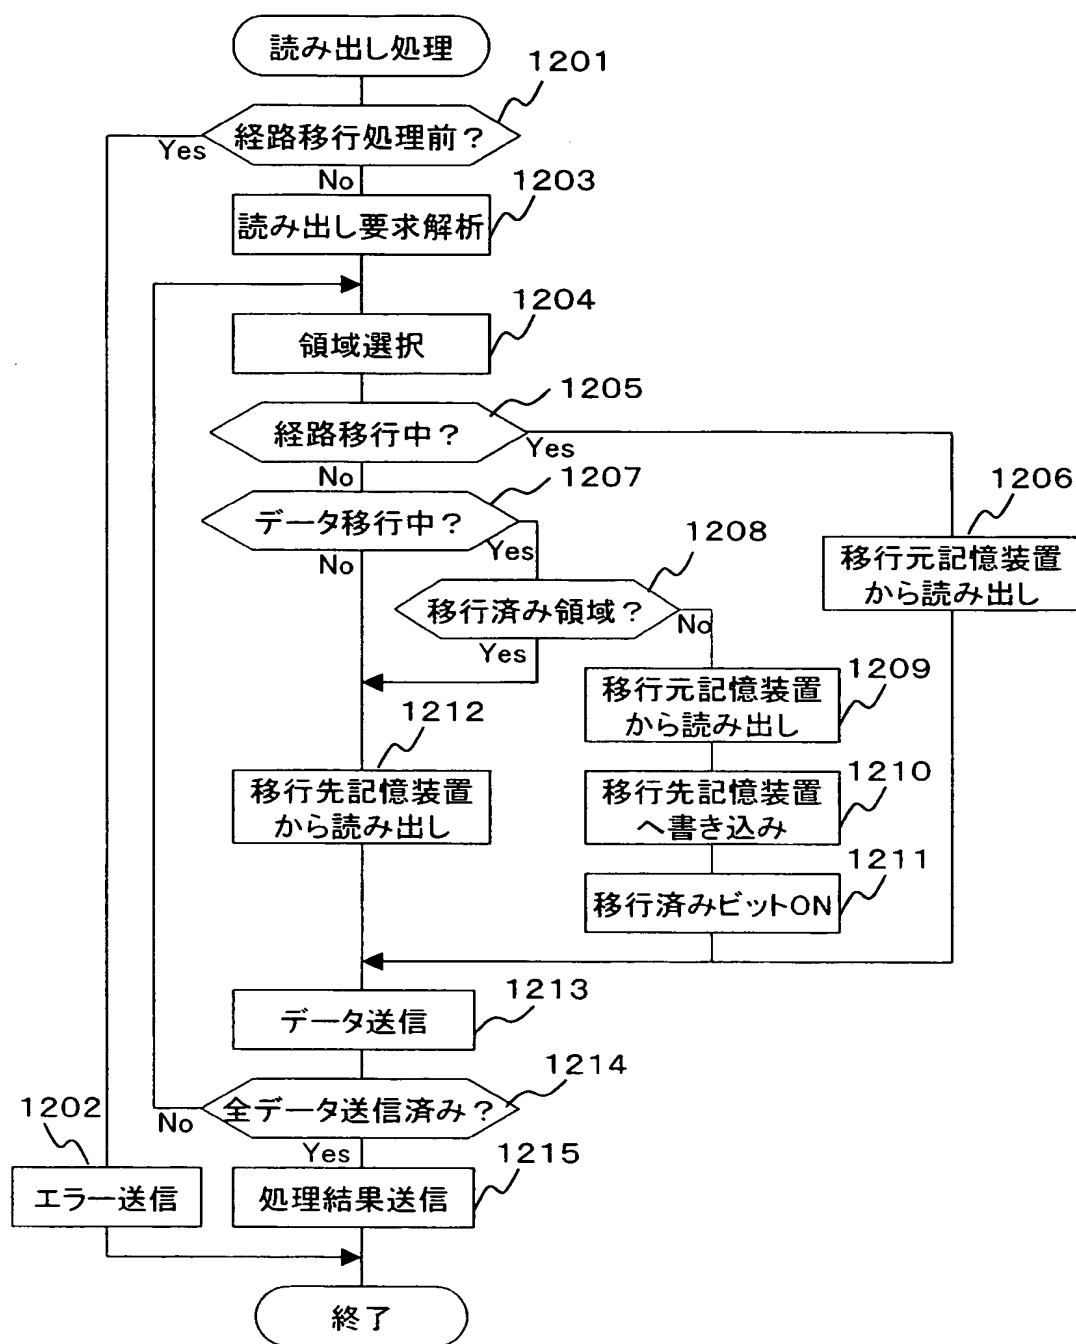 読み出し処理
1201
経路移行処理前？
Yes
No
1203
読み出し要求解析
1204
領域選択
1205
経路移行中？
Yes
No
1207
1206
データ移行中？
Yes
No
1208
移行元記憶装置
から読み出し
移行済み領域？
No
Yes
1209
移行元記憶装置
から読み出し
1212
1210
移行先記憶装置
から読み出し
移行先記憶装置
へ書き込み
1211
移行済みビットON
1213
データ送信
1214
全データ送信済み？
No
Yes
1202
1215
エラー送信
処理結果送信
終了